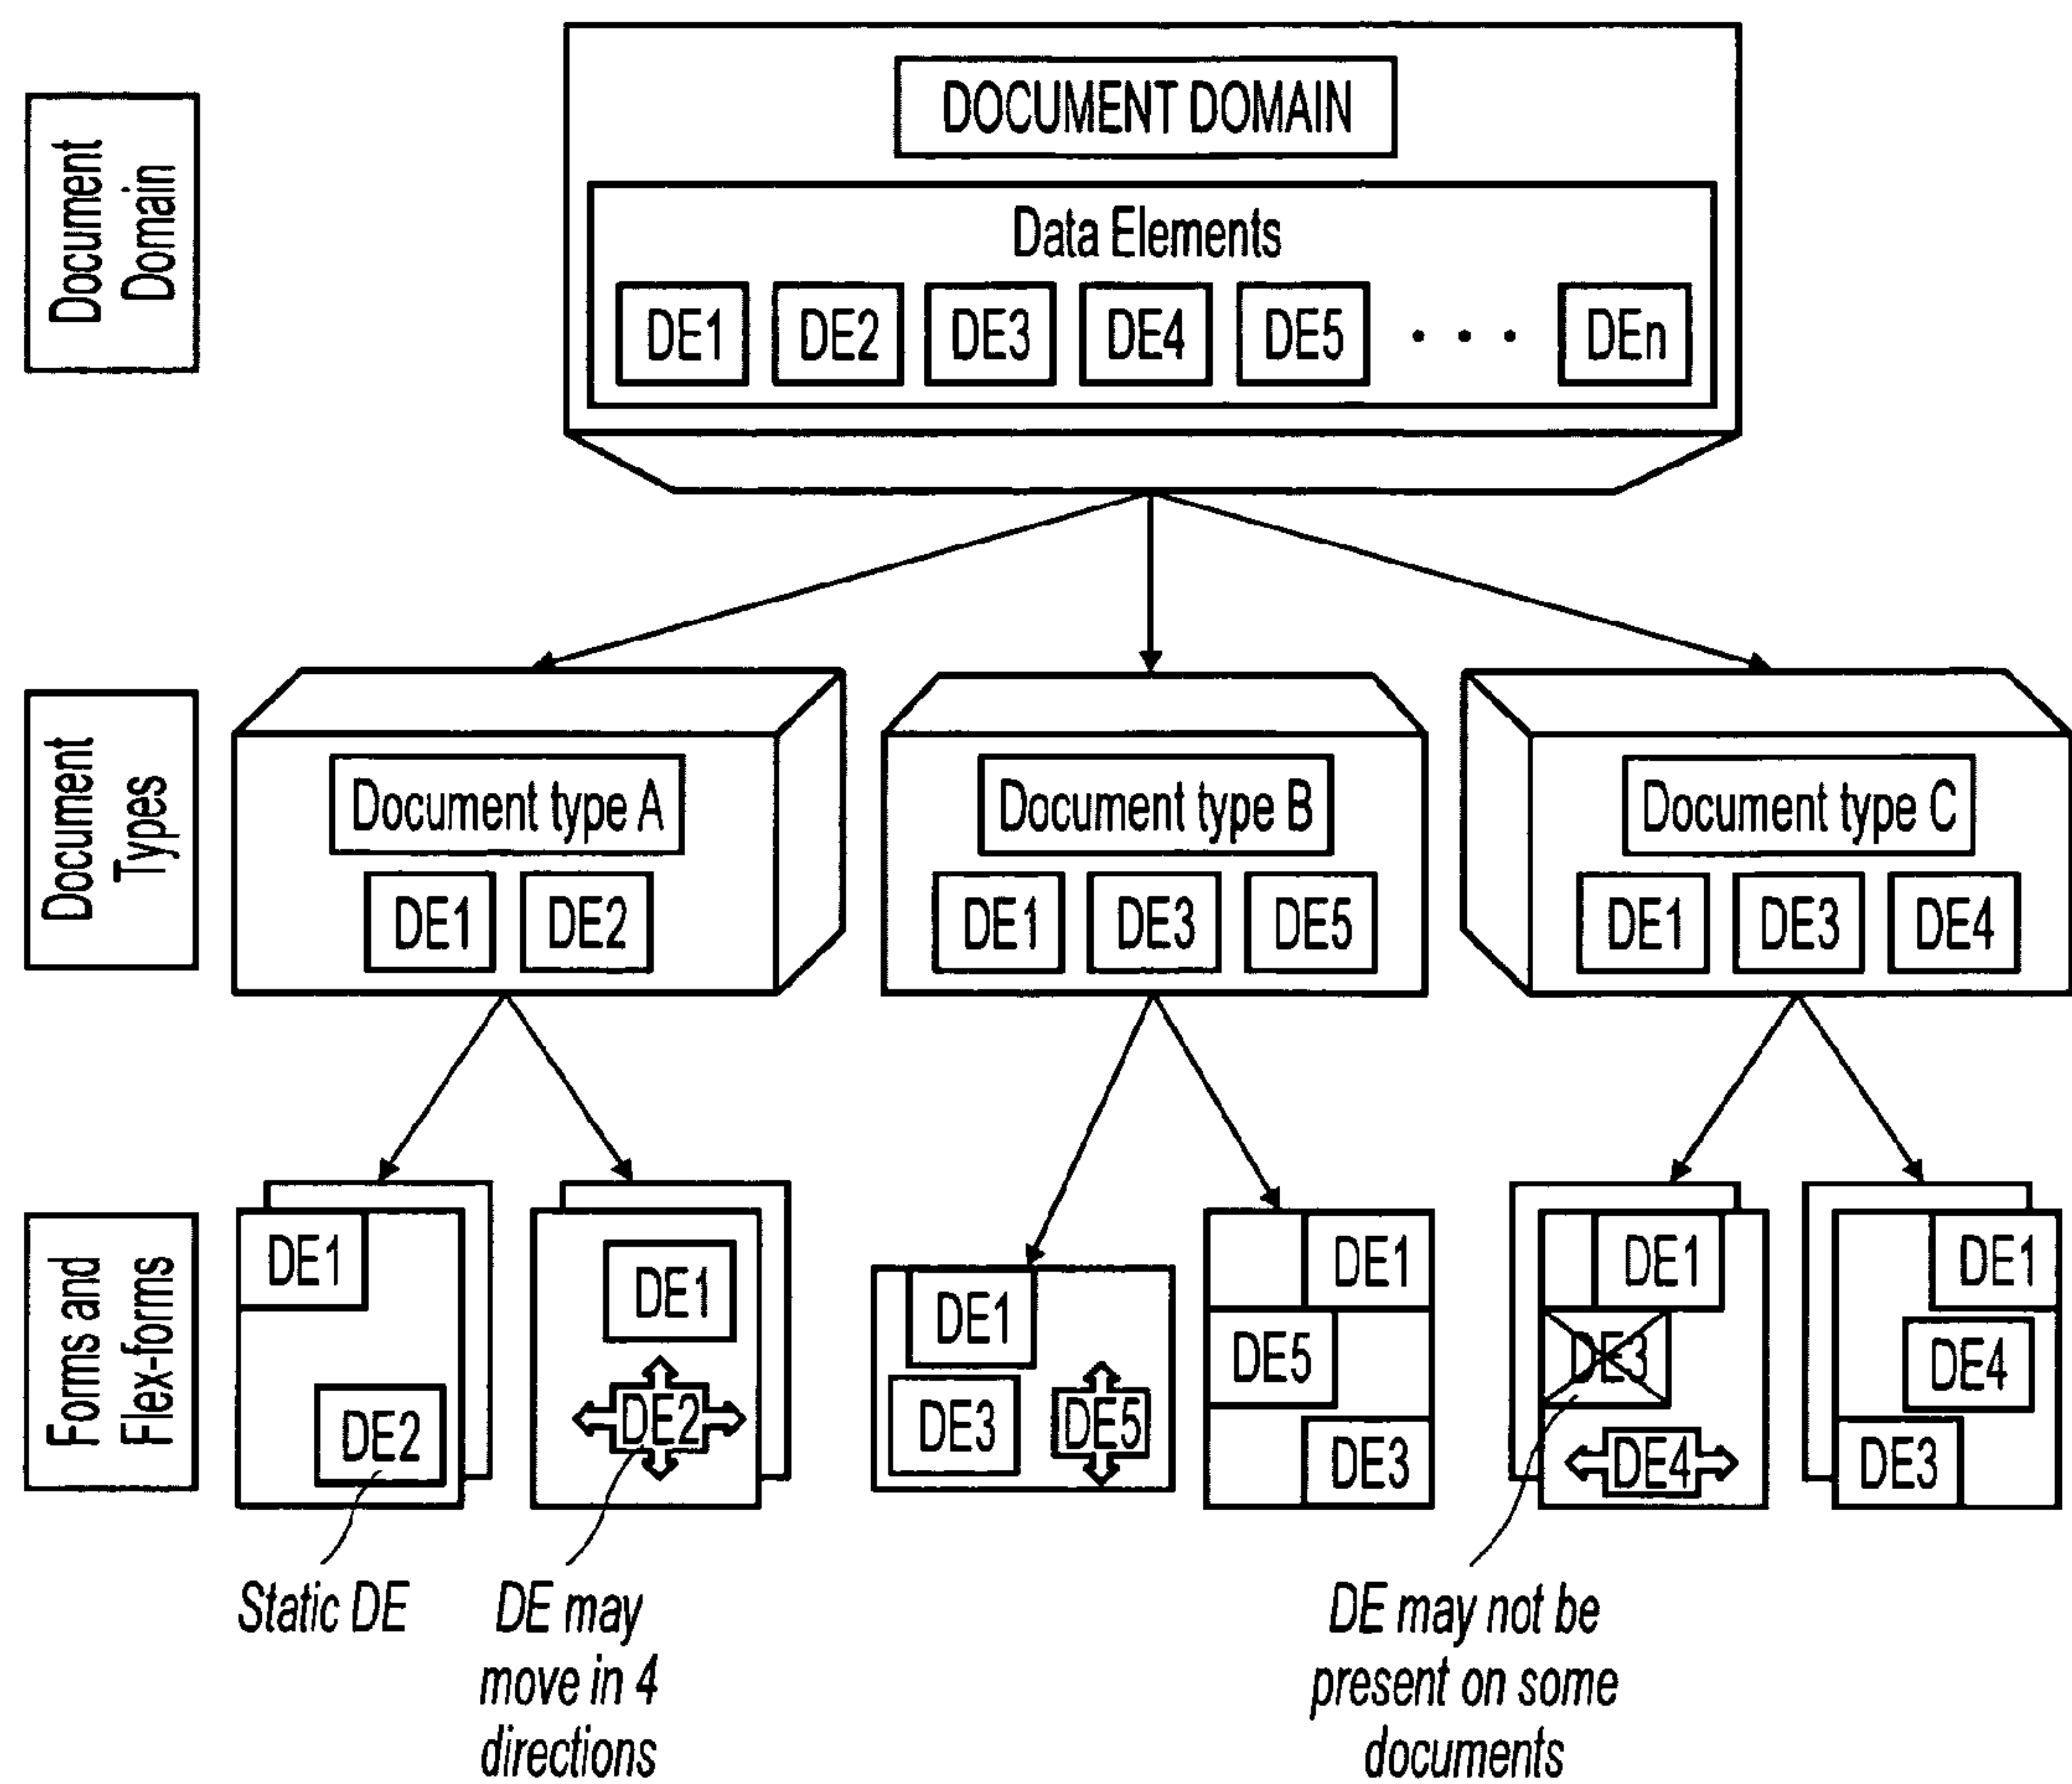 Document
Domain
DOCUMENT DOMAIN
Data Elements
DE1 DE2 DE3 DE4 DE5 . . . DEn
Document
Types
Document type A
DE1 DE2
Document type B
DE1 DE3 DE5
Document type C
DE1 DE3 DE4
Forms and
Flex-forms
DE1
DE2
DE1
DE2
DE1
DE3 DE5
DE1
DE5
DE3
DE1
DE3
DE4
DE1
DE4
DE3
Static DE
DE may
move in 4
directions
DE may not be
present on some
documents